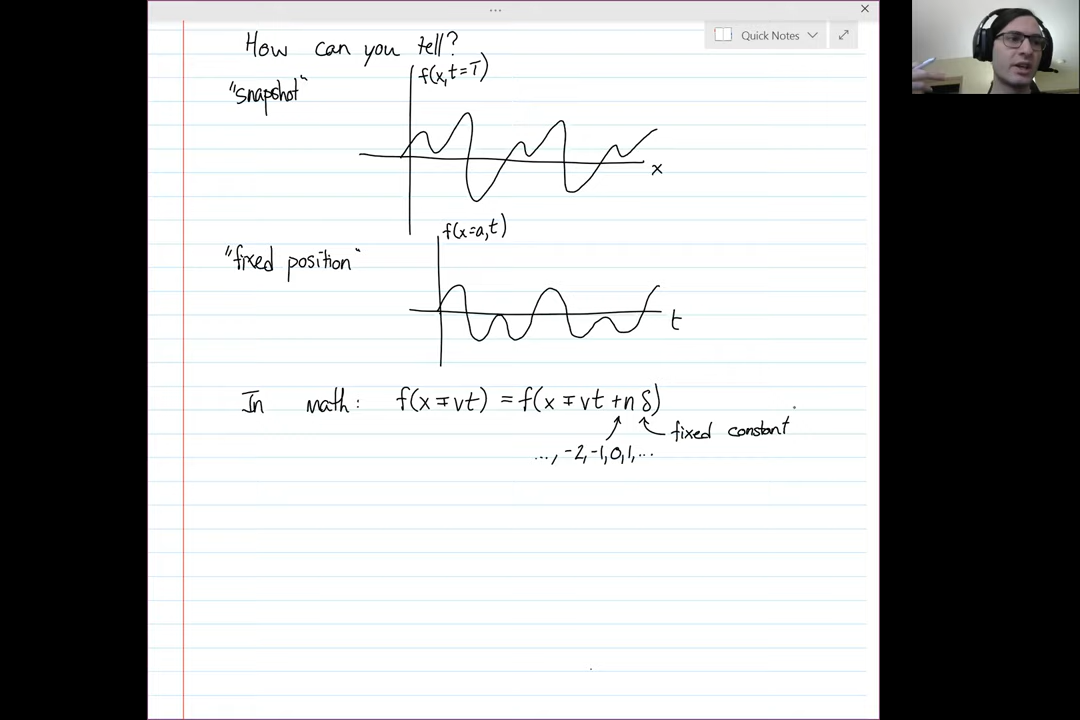 Quick Notes
How can you tell?
f(x,t=T)
"snapshot"
x
f(x=a,t)
"fixed position"
t
In math: f(x∓vt) = f(x∓vt+nδ)
fixed constant
..., -2,-1,0,1,...